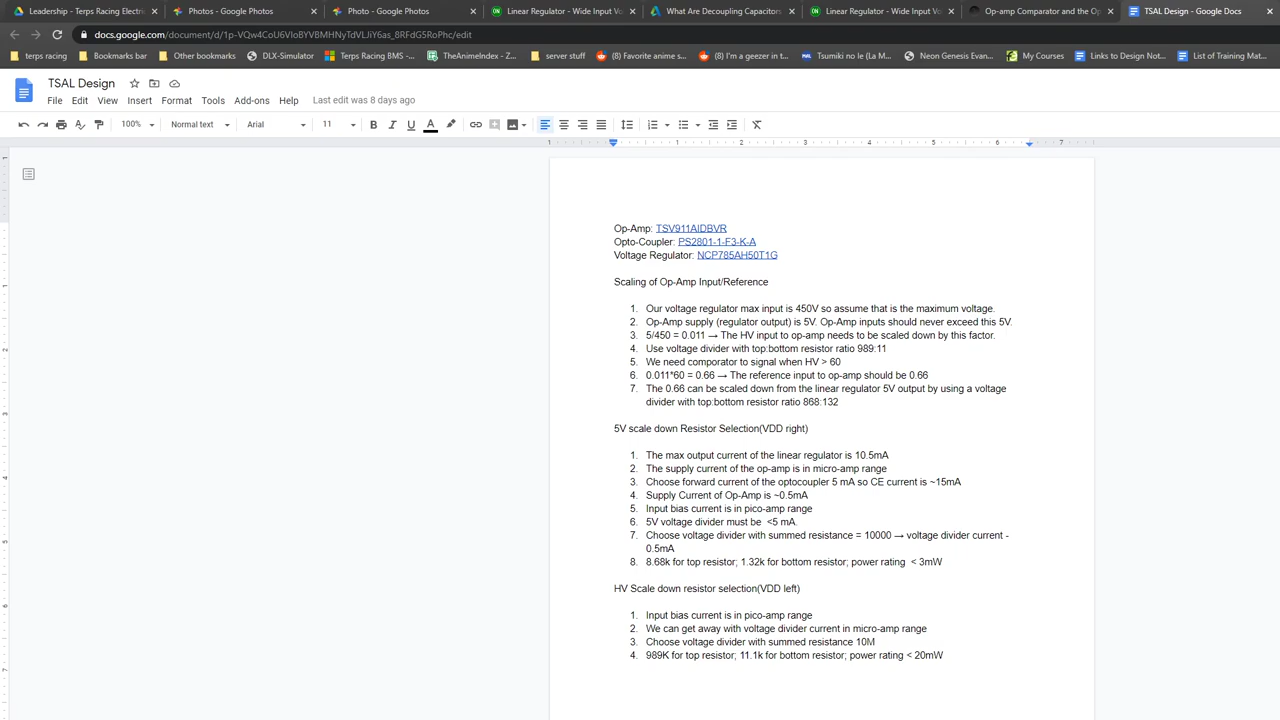 Leadership - Terps Racing Electri
Photos - Google Photos
Photo - Google Photos
Linear Regulator - Wide Input Vo
What Are Decoupling Capacitors
Linear Regulator - Wide Input Vo
Op-amp Comparator and the Op
TSAL Design - Google Docs
docs.google.com/document/d/1p-VQw4CoU6VIoBYVBMHNyTdVLJiY6as_8RFdG5RoPhc/edit
terps racing
Bookmarks bar
Other bookmarks
DLX-Simulator
Terps Racing BMS -...
TheAnimeIndex - Z...
server stuff
(8) Favorite anime s...
(8) I'm a geezer in t...
Tsumiki no Ie (La M...
Neon Genesis Evan...
My Courses
Links to Design Not...
List of Training Mat...
TSAL Design
File Edit View Insert Format Tools Add-ons Help Last edit was 8 days ago
100% Normal text Arial 11
1 1 2 3 4 5 6 7
Op-Amp: TSV911AIDBVR
Opto-Coupler: PS2801-1-F3-K-A
Voltage Regulator: NCP785AH50T1G
Scaling of Op-Amp Input/Reference
1. Our voltage regulator max input is 450V so assume that is the maximum voltage.
2. Op-Amp supply (regulator output) is 5V. Op-Amp inputs should never exceed this 5V.
3. 5/450 = 0.011 → The HV input to op-amp needs to be scaled down by this factor.
4. Use voltage divider with top:bottom resistor ratio 989:11
5. We need comporator to signal when HV > 60
6. 0.011*60 = 0.66 → The reference input to op-amp should be 0.66
7. The 0.66 can be scaled down from the linear regulator 5V output by using a voltage
divider with top:bottom resistor ratio 868:132
5V scale down Resistor Selection(VDD right)
1. The max output current of the linear regulator is 10.5mA
2. The supply current of the op-amp is in micro-amp range
3. Choose forward current of the optocoupler 5 mA so CE current is ~15mA
4. Supply Current of Op-Amp is ~0.5mA
5. Input bias current is in pico-amp range
6. 5V voltage divider must be <5 mA.
7. Choose voltage divider with summed resistance = 10000 → voltage divider current -
0.5mA
8. 8.68k for top resistor; 1.32k for bottom resistor; power rating < 3mW
HV Scale down resistor selection(VDD left)
1. Input bias current is in pico-amp range
2. We can get away with voltage divider current in micro-amp range
3. Choose voltage divider with summed resistance 10M
4. 989K for top resistor; 11.1k for bottom resistor; power rating < 20mW